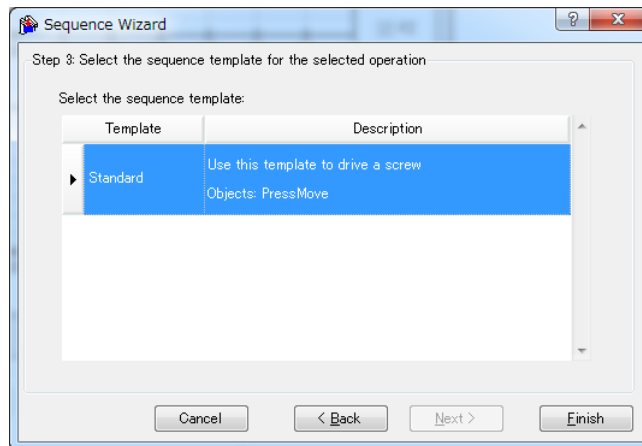 Sequence Wizard
Step 3: Select the sequence template for the selected operation
Select the sequence template:
Template Description
Standard
Use this template to drive a screw
Objects: PressMove
Cancel < Back Next > Finish